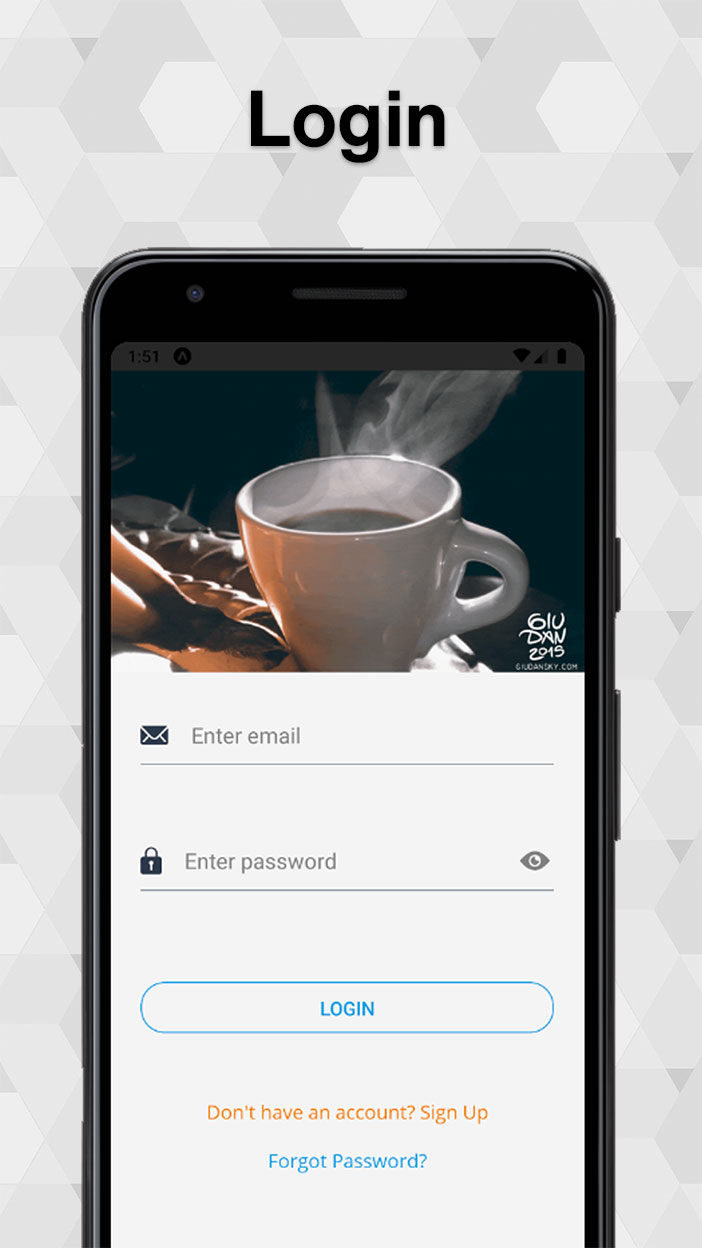 Login
1:51
GIU
DAN
2019
GIUDANSKY.COM
Enter email
Enter password
LOGIN
Don't have an account? Sign Up
Forgot Password?